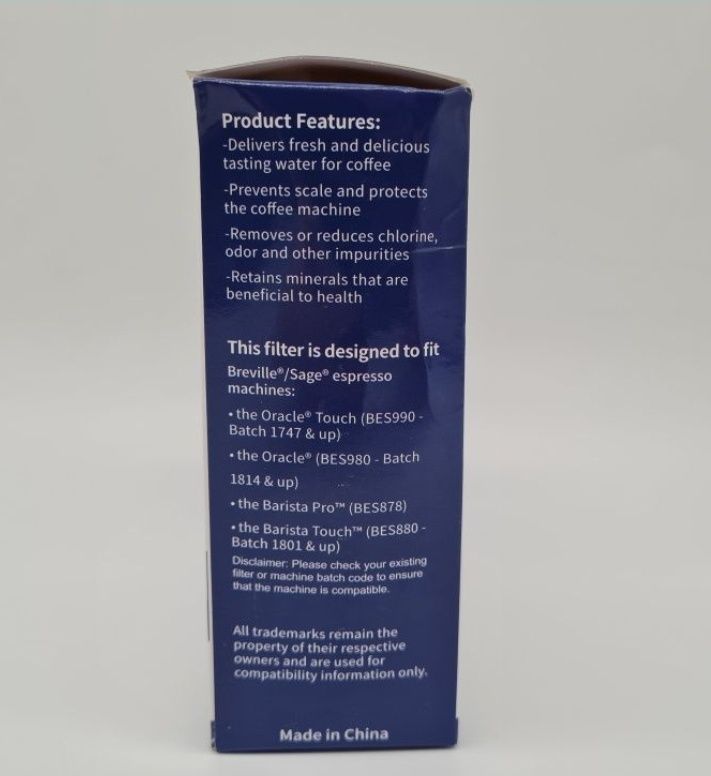 Product Features:
-Delivers fresh and delicious
tasting water for coffee
-Prevents scale and protects
the coffee machine
-Removes or reduces chlorine,
odor and other impurities
-Retains minerals that are
beneficial to health
This filter is designed to fit
Breville®/Sage® espresso
machines:
• the Oracle® Touch (BES990 -
Batch 1747 & up)
• the Oracle® (BES980 - Batch
1814 & up)
• the Barista Pro™ (BES878)
• the Barista Touch™ (BES880 -
Batch 1801 & up)
Disclaimer: Please check your existing
filter or machine batch code to ensure
that the machine is compatible.
All trademarks remain the
property of their respective
owners and are used for
compatibility information only.
Made in China